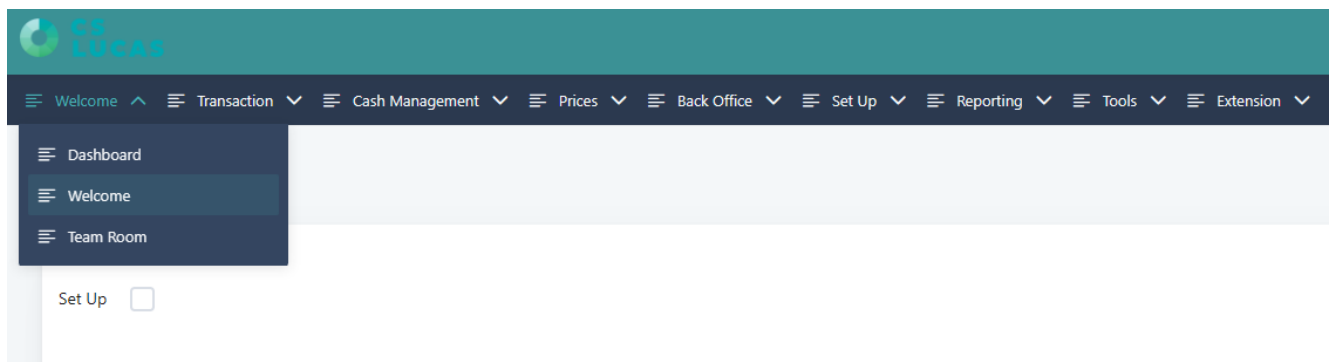 CS
LUCAS
Welcome Transaction Cash Management Prices Back Office Set Up Reporting Tools Extension
Dashboard
Welcome
Team Room
Set Up